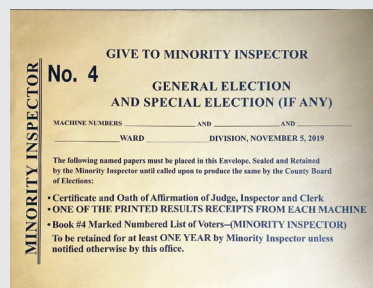 GIVE TO MINORITY INSPECTOR
No. 4
GENERAL ELECTION
AND SPECIAL ELECTION (IF ANY)
MACHINE NUMBERS ____________ AND ____________ AND ____________
____________WARD ____________DIVISION, NOVEMBER 5, 2019
The following named papers must be placed in this Envelope. Sealed and Retained
by the Minority Inspector until called upon to produce the same by the County Board
of Elections:
• Certificate and Oath of Affirmation of Judge, Inspector and Clerk
• ONE OF THE PRINTED RESULTS RECEIPTS FROM EACH MACHINE
• Book #4 Marked Numbered List of Voters--(MINORITY INSPECTOR)
To be retained for at least ONE YEAR by Minority Inspector unless
notified otherwise by this office.
MINORITY INSPECTOR